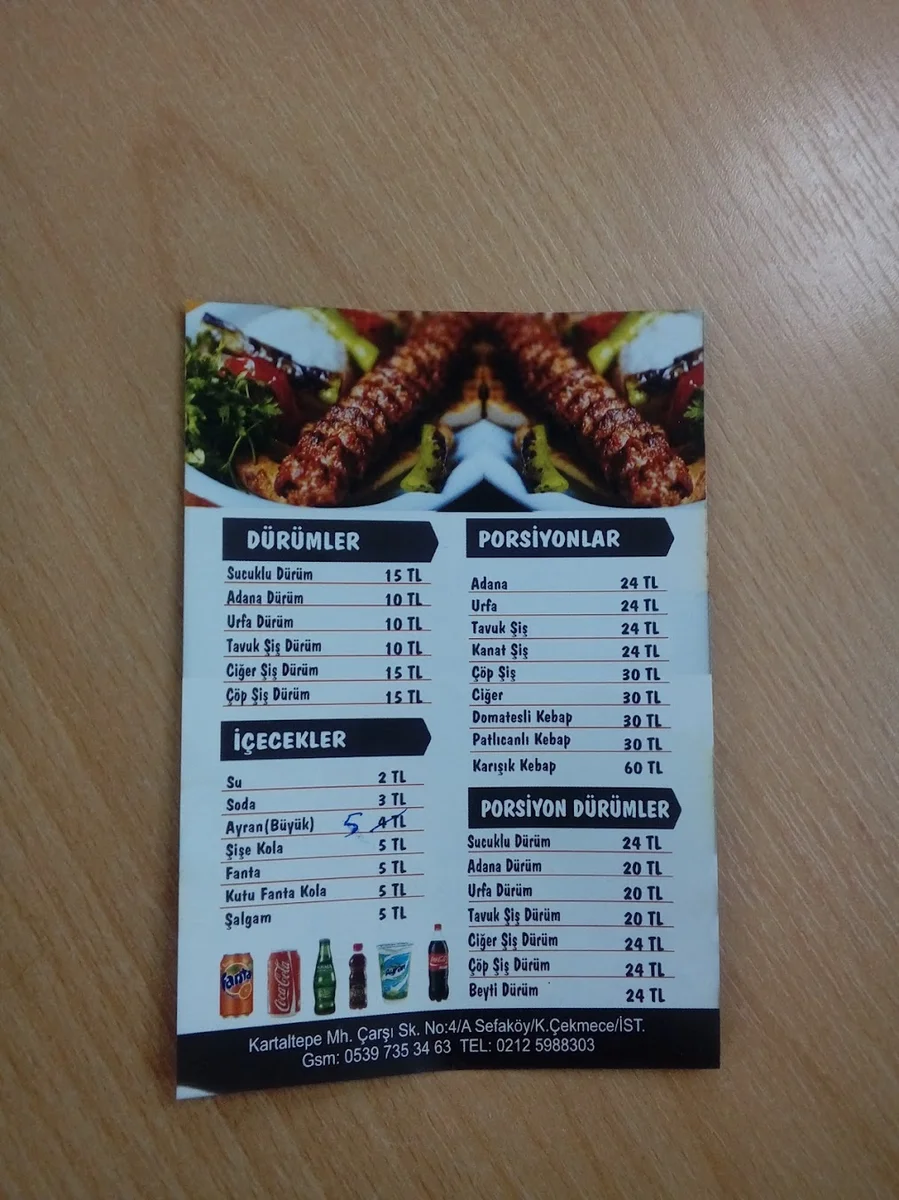 DÜRÜMLER
Sucuklu Dürüm 15 TL
Adana Dürüm 10 TL
Urfa Dürüm 10 TL
Tavuk Şiş Dürüm 10 TL
Ciğer Şiş Dürüm 15 TL
Çöp Şiş Dürüm 15 TL
İÇECEKLER
Su 2 TL
Soda 3 TL
Ayran(Büyük) 5 4 TL
Şişe Kola 5 TL
Fanta 5 TL
Kutu Fanta Kola 5 TL
Şalgam 5 TL
Fanta
Coca-Cola
Ayran
PORSİYONLAR
Adana 24 TL
Urfa 24 TL
Tavuk Şiş 24 TL
Kanat Şiş 24 TL
Çöp Şiş 30 TL
Ciğer 30 TL
Domatesli Kebap 30 TL
Patlıcanlı Kebap 30 TL
Karışık Kebap 60 TL
PORSİYON DÜRÜMLER
Sucuklu Dürüm 24 TL
Adana Dürüm 20 TL
Urfa Dürüm 20 TL
Tavuk Şiş Dürüm 20 TL
Ciğer Şiş Dürüm 24 TL
Çöp Şiş Dürüm 24 TL
Beyti Dürüm 24 TL
Kartaltepe Mh. Çarşı Sk. No:4/A Sefaköy/K.Çekmece/İST.
Gsm: 0539 735 34 63 TEL: 0212 5988303